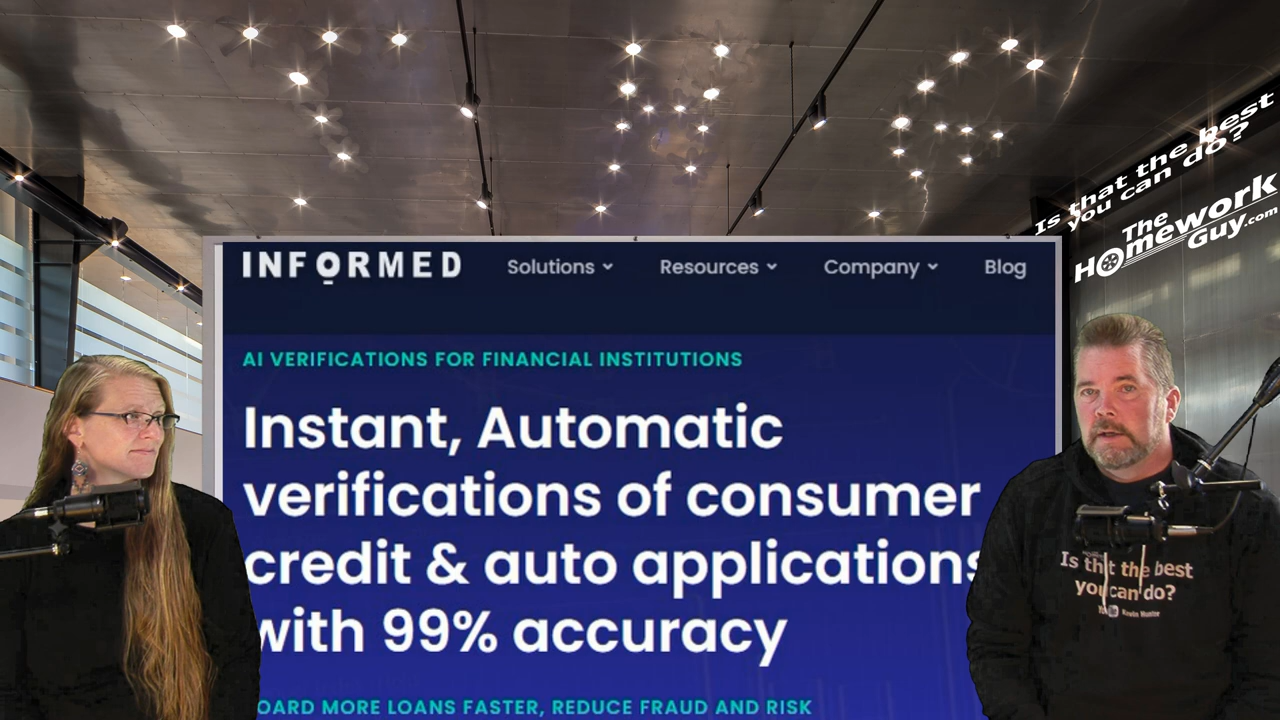 Is that the best
you can do?
The
Homework
Guy.com
INFORMED
Solutions
Resources
Company
Blog
AI VERIFICATIONS FOR FINANCIAL INSTITUTIONS
Instant, Automatic
verifications of consumer
credit & auto applications
with 99% accuracy
OARD MORE LOANS FASTER, REDUCE FRAUD AND RISK
Is that the best
you can do?
Kevin Hunter